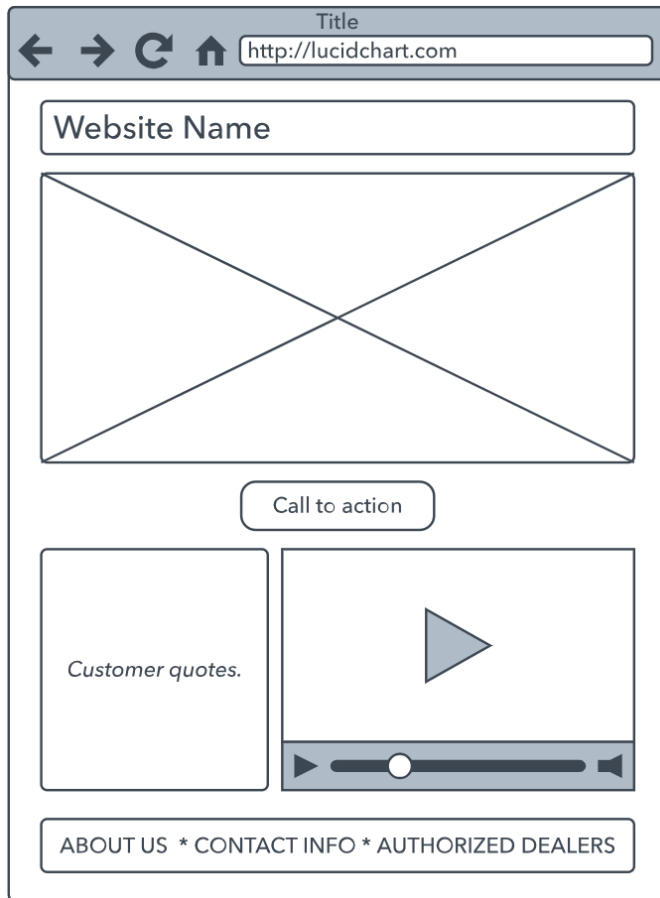 Title
http://lucidchart.com
Website Name
Call to action
Customer quotes.
ABOUT US * CONTACT INFO * AUTHORIZED DEALERS